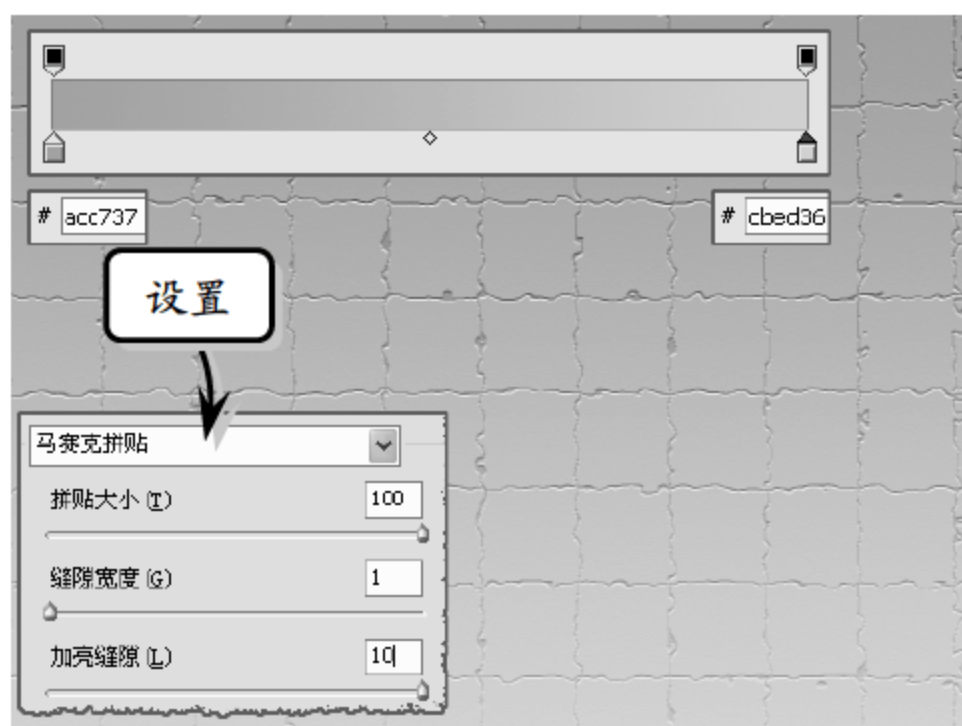 # acc737
# cbed36
设置
马赛克拼贴
拼贴大小(T) 100
缝隙宽度(G) 1
加亮缝隙(L) 10